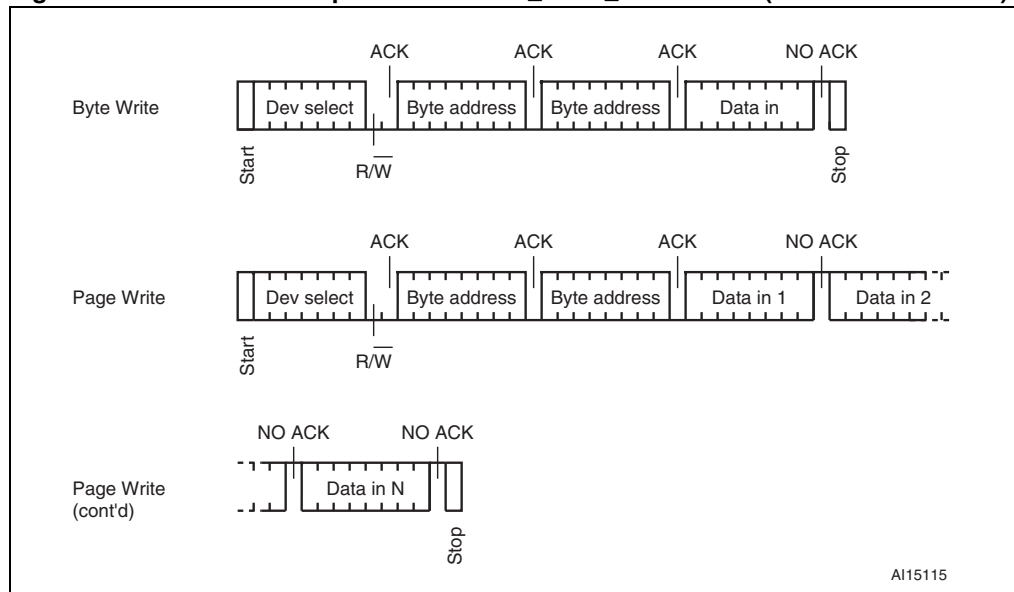 ACK ACK ACK NO ACK
Byte Write Dev select Byte address Byte address Data in
Start R/W Stop
ACK ACK ACK NO ACK
Page Write Dev select Byte address Byte address Data in 1 Data in 2
Start R/W
NO ACK NO ACK
Page Write
(cont'd)
Data in N
Stop
AI15115